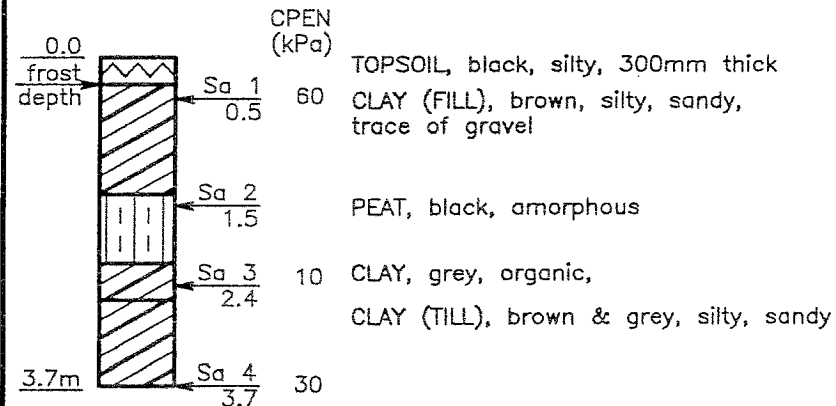 CPEN
(kPa)
0.0
frost
depth
TOPSOIL, black, silty, 300mm thick
Sa 1
0.5
60
CLAY (FILL), brown, silty, sandy,
trace of gravel
Sa 2
1.5
PEAT, black, amorphous
Sa 3
2.4
10
CLAY, grey, organic,
CLAY (TILL), brown & grey, silty, sandy
3.7m
Sa 4
3.7
30